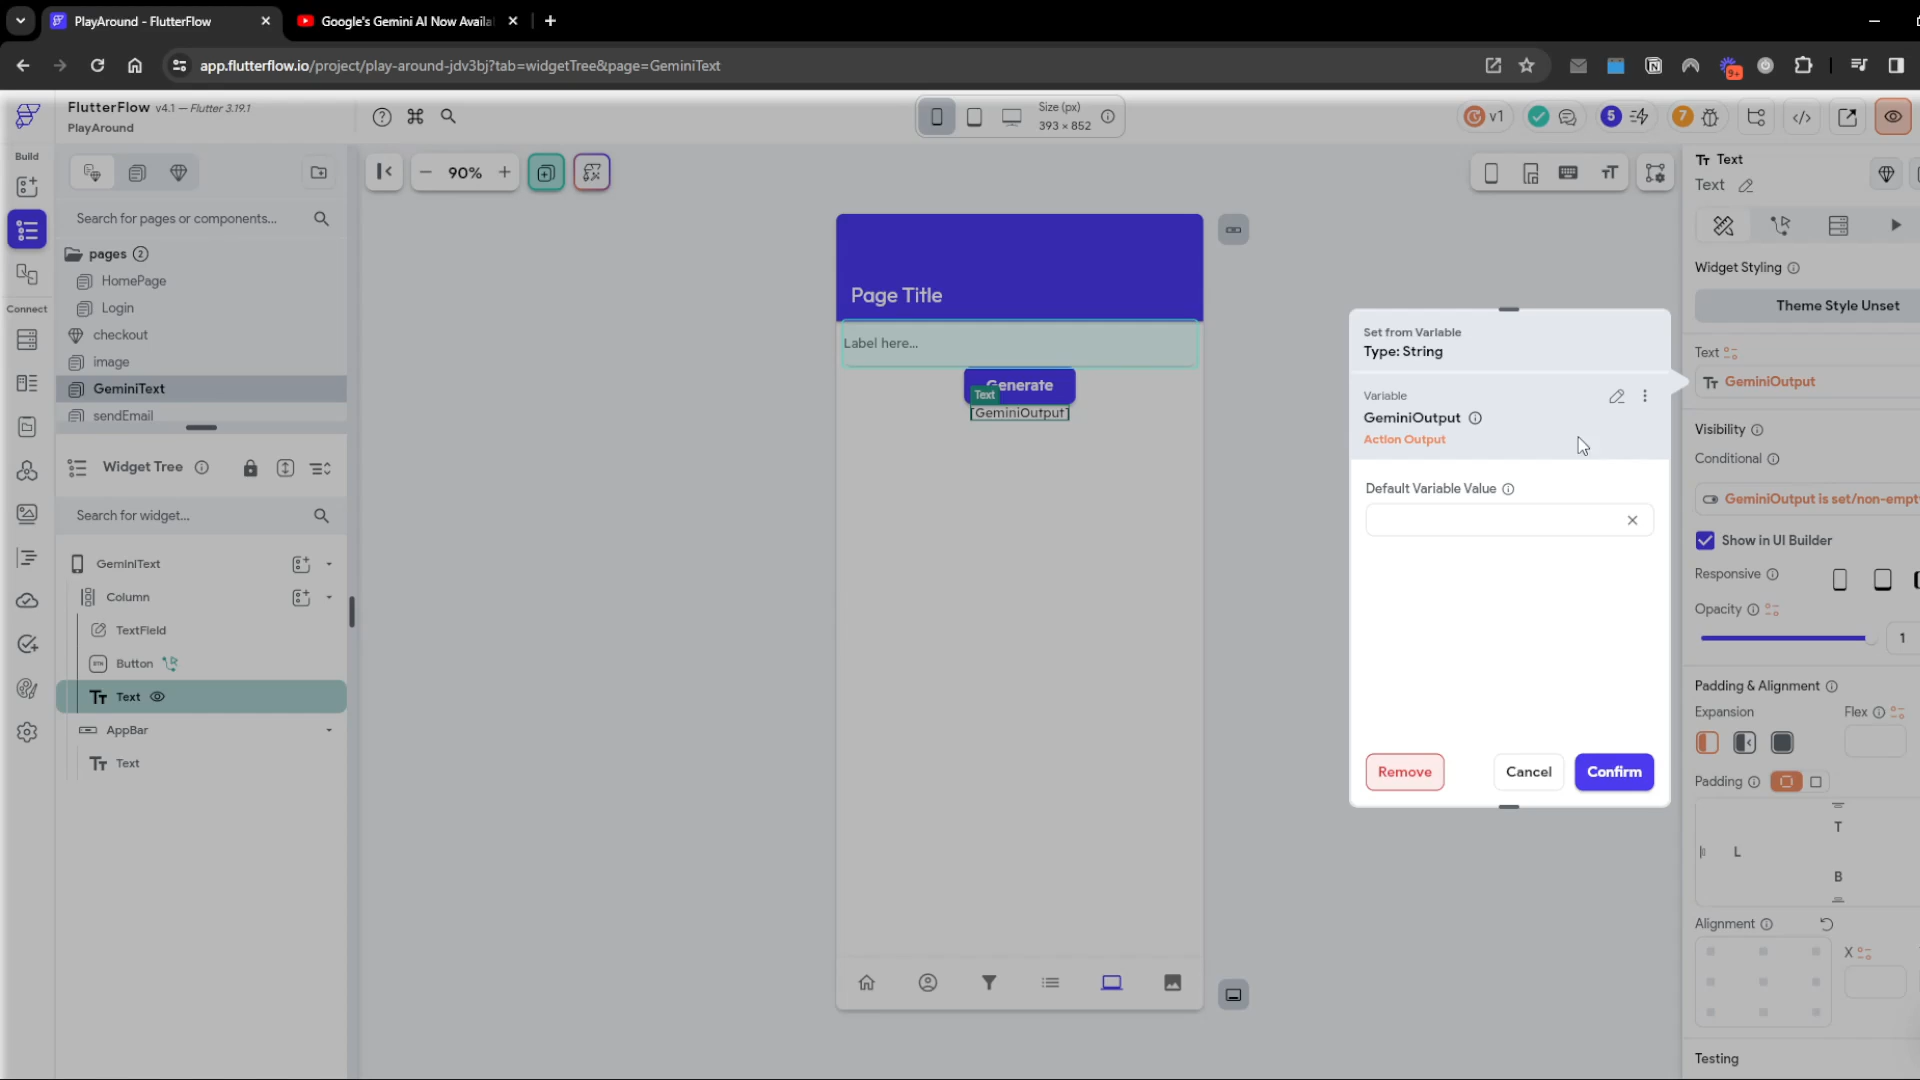 PlayAround - FlutterFlow
Google's Gemini AI Now Availa
app.flutterflow.io/project/play-around-jdv3bj?tab=widgetTree&page=GeminiText
9+
FlutterFlow v4.1 — Flutter 3.19.1
PlayAround
Size (px)
393 × 852
v1
5
7
Build
90%
Search for pages or components...
pages 2
HomePage
Login
Connect
checkout
image
GeminiText
sendEmail
Widget Tree
Search for widget...
GeminiText
Column
TextField
Button
Text
AppBar
Text
Page Title
Label here...
Generate
Text
[GeminiOutput]
Set from Variable
Type: String
Variable
GeminiOutput
Action Output
Default Variable Value
Remove
Cancel
Confirm
Text
Text
Widget Styling
Theme Style Unset
Text
GeminiOutput
Visibility
Conditional
GeminiOutput is set/non-empt
Show in UI Builder
Responsive
Opacity
1
Padding & Alignment
Expansion
Flex
Padding
T
L
B
Alignment
X
Testing